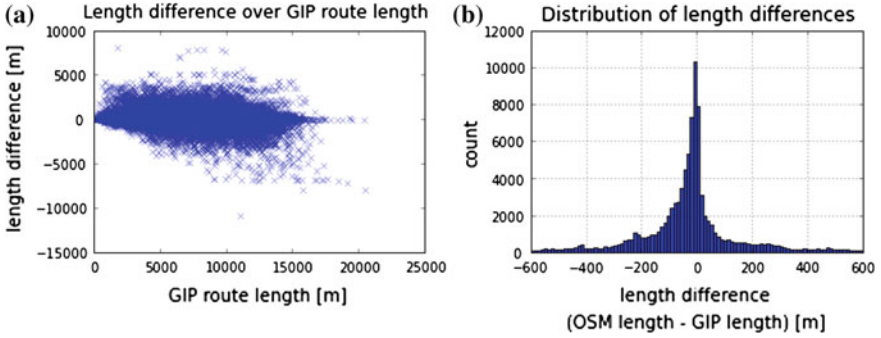 (a) Length difference over GIP route length
length difference [m]
10000
5000
0
−5000
−10000
−15000
0 5000 10000 15000 20000 25000
GIP route length [m]
(b) Distribution of length differences
count
12000
10000
8000
6000
4000
2000
0
−600 −400 −200 0 200 400 600
length difference
(OSM length - GIP length) [m]